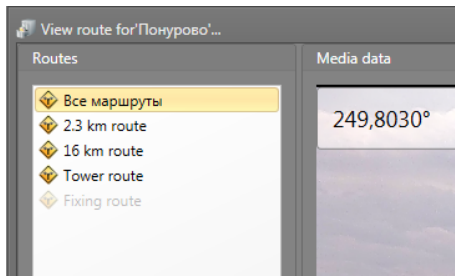 View route for'Понурово'...
Routes
Media data
Все маршруты
2.3 km route
16 km route
Tower route
Fixing route
249,8030°